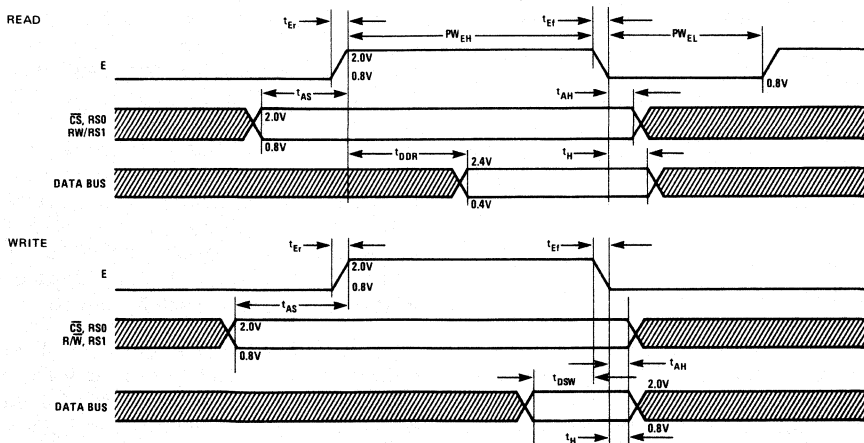 READ
t_Er t_Ef
PW_EH PW_EL
E
2.0V
0.8V
0.8V
t_AS t_AH
C̅S̅, RS0
RW/RS1
2.0V
0.8V
t_DDR t_H
2.4V
DATA BUS
0.4V
WRITE
t_Er t_Ef
E
2.0V
0.8V
t_AS
C̅S̅, RS0
R/W̅, RS1
2.0V
0.8V
t_AH
t_DSW
2.0V
DATA BUS
0.8V
t_H